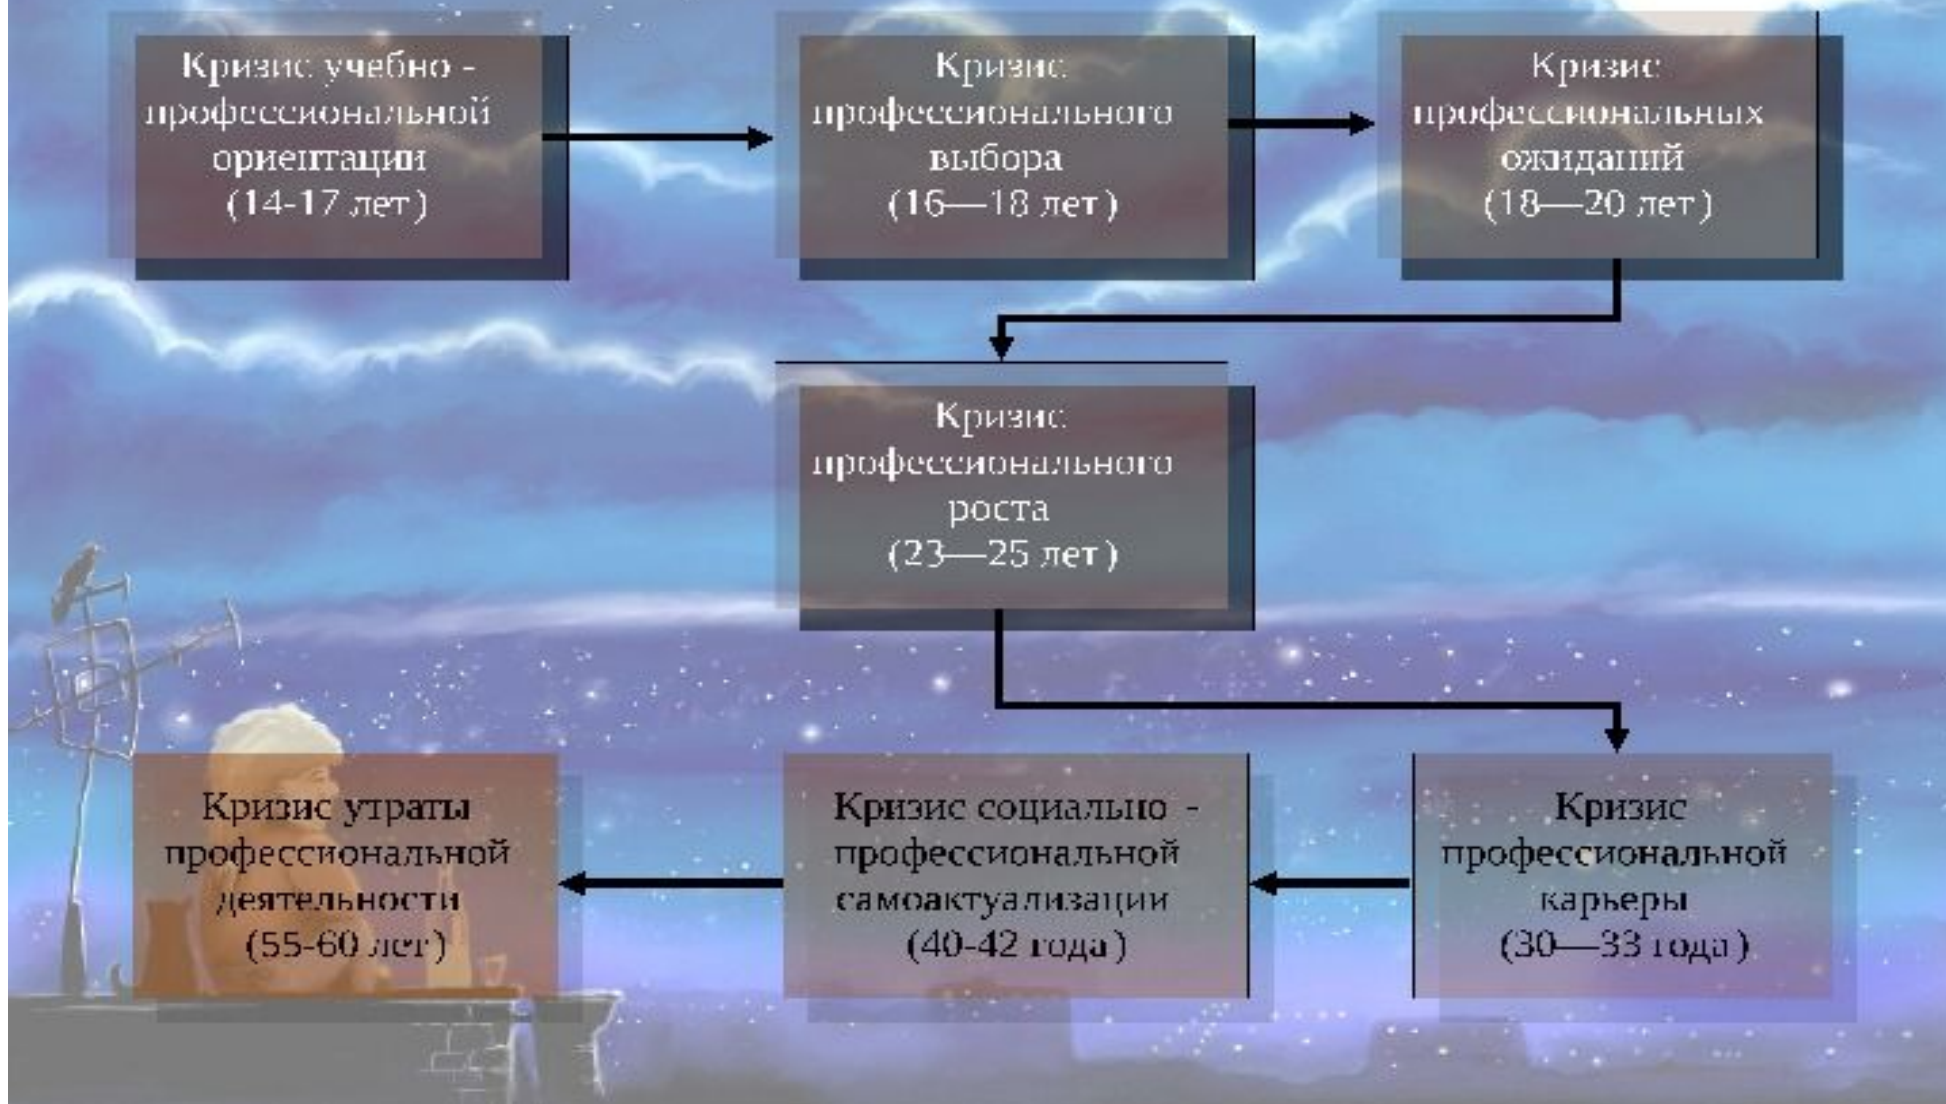 Кризис учебно -
профессиональной
ориентации
(14-17 лет)
Кризис
профессионального
выбора
(16—18 лет)
Кризис
профессиональных
ожиданий
(18—20 лет)
Кризис
профессионального
роста
(23—25 лет)
Кризис утраты
профессиональной
деятельности
(55-60 лет)
Кризис социально -
профессиональной
самоактуализации
(40-42 года)
Кризис
профессиональной
карьеры
(30—33 года)